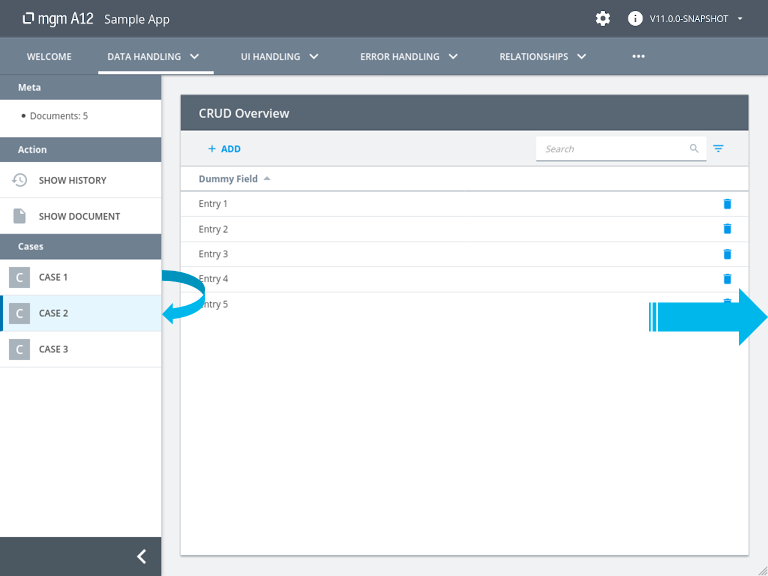 mgm A12 Sample App
V11.0.0-SNAPSHOT
WELCOME DATA HANDLING UI HANDLING ERROR HANDLING RELATIONSHIPS
Meta
Documents: 5
Action
SHOW HISTORY
SHOW DOCUMENT
Cases
C CASE 1
C CASE 2
C CASE 3
CRUD Overview
+ ADD
Search
Dummy Field
Entry 1
Entry 2
Entry 3
Entry 4
Entry 5